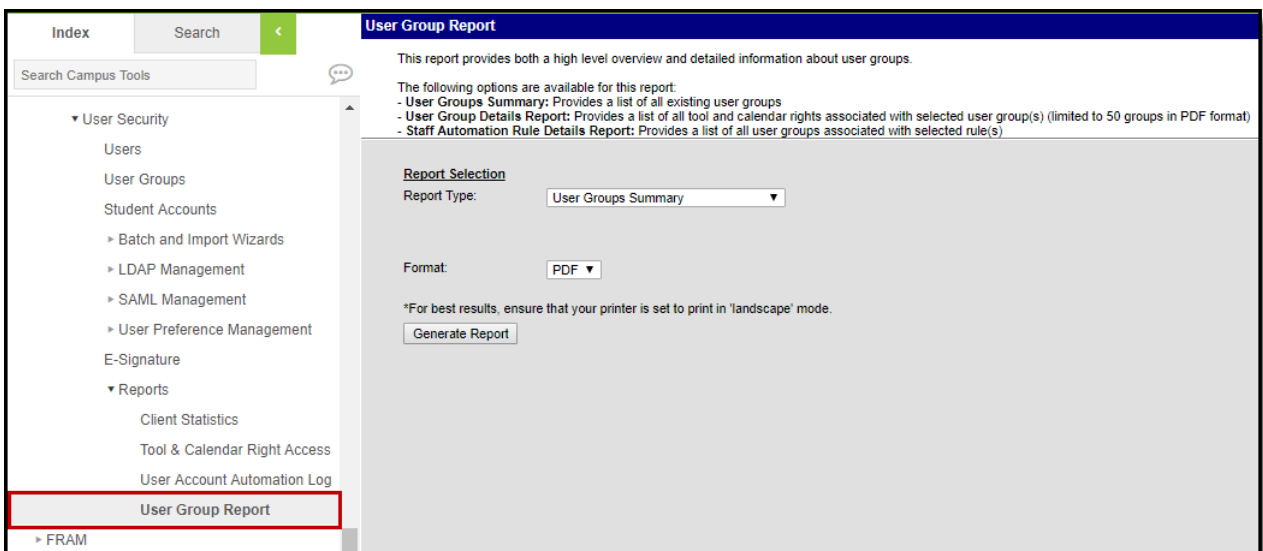 Index
Search
Search Campus Tools
User Security
Users
User Groups
Student Accounts
Batch and Import Wizards
LDAP Management
SAML Management
User Preference Management
E-Signature
Reports
Client Statistics
Tool & Calendar Right Access
User Account Automation Log
User Group Report
FRAM
User Group Report
This report provides both a high level overview and detailed information about user groups.
The following options are available for this report:
- User Groups Summary: Provides a list of all existing user groups
- User Group Details Report: Provides a list of all tool and calendar rights associated with selected user group(s) (limited to 50 groups in PDF format)
- Staff Automation Rule Details Report: Provides a list of all user groups associated with selected rule(s)
Report Selection
Report Type: User Groups Summary
Format: PDF
*For best results, ensure that your printer is set to print in 'landscape' mode.
Generate Report